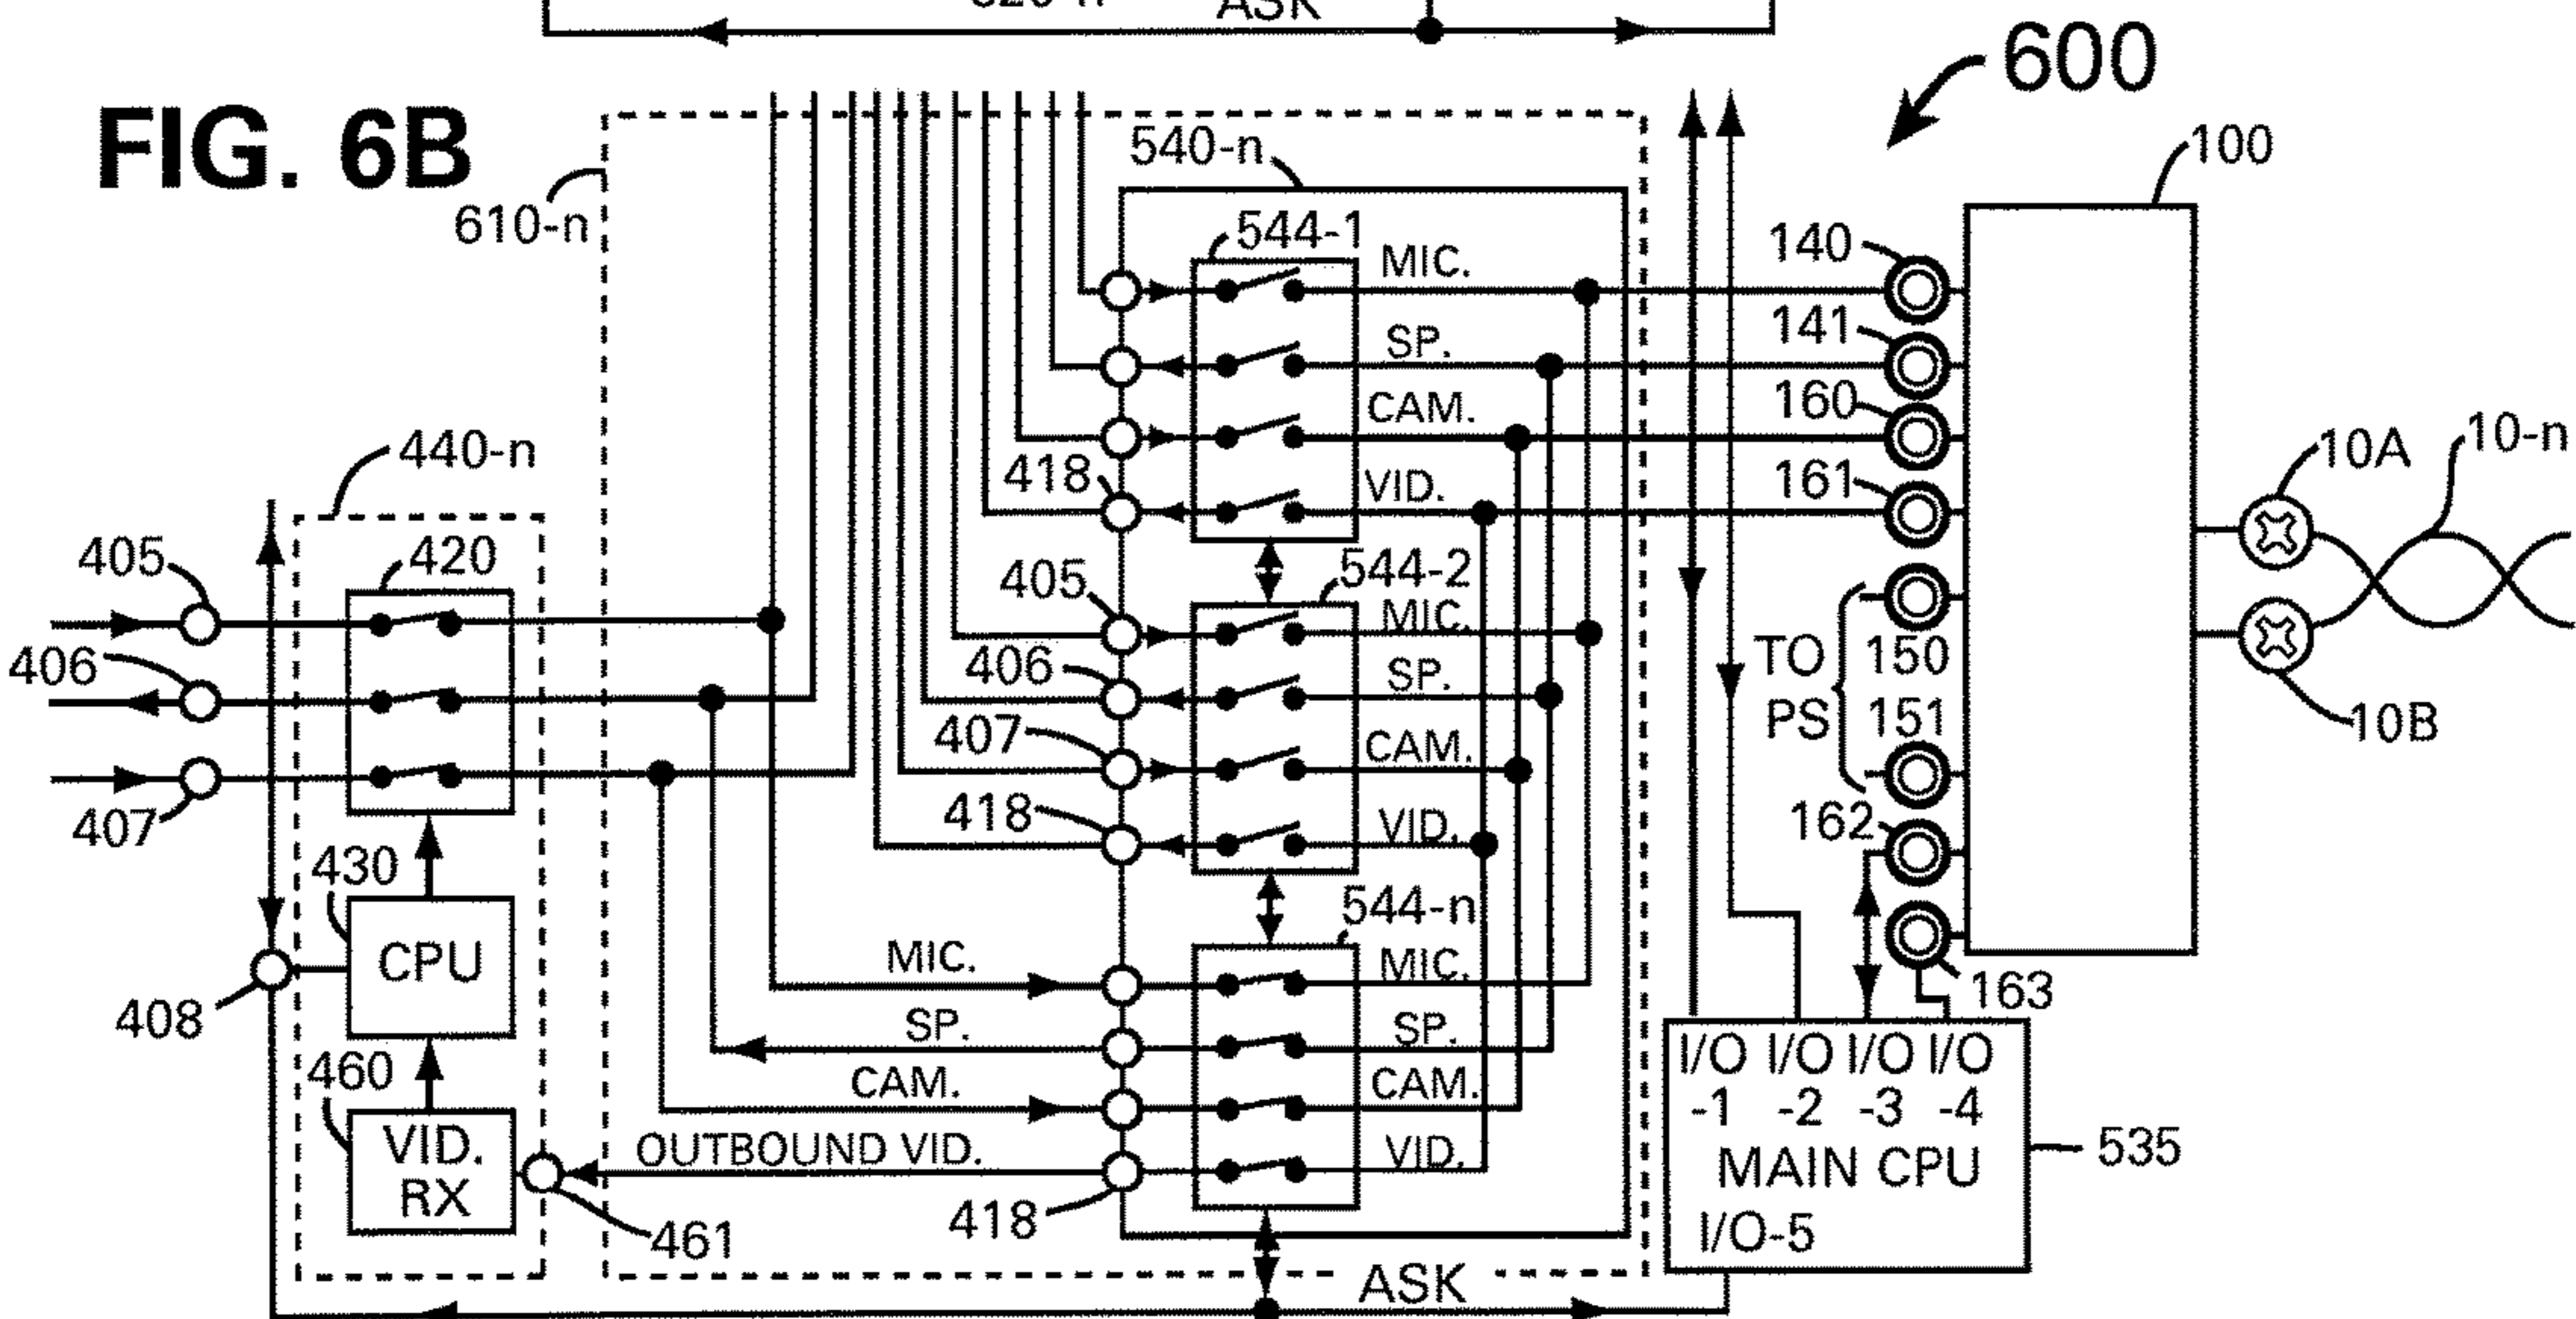 ASK
600
FIG. 6B
540-n
100
610-n
544-1
MIC.
140
SP.
141
CAM.
160
10-n
440-n
10A
418
VID.
161
405
420
405
544-2
MIC.
406
406
SP.
TO
PS
150
10B
407
CAM.
151
407
418
VID.
162
430
544-n
CPU
MIC.
MIC.
163
408
SP.
SP.
I/O I/O I/O I/O
460
CAM.
CAM.
-1 -2 -3 -4
VID.
RX
OUTBOUND VID.
VID.
MAIN CPU
535
461
418
I/O-5
ASK